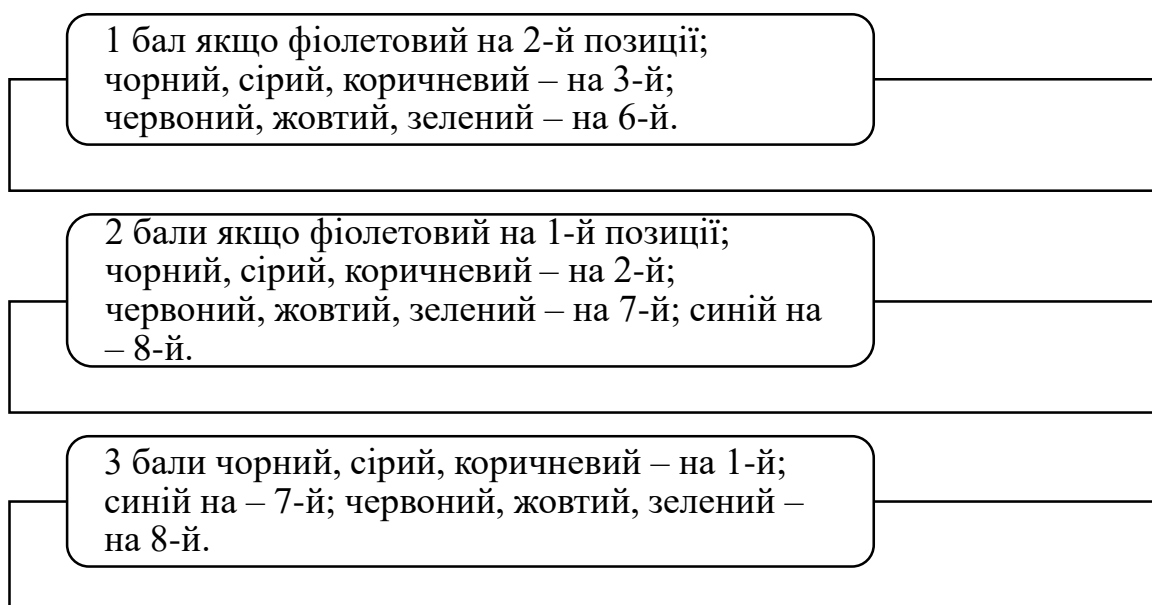 1 бал якщо фіолетовий на 2-й позиції;
чорний, сірий, коричневий – на 3-й;
червоний, жовтий, зелений – на 6-й.
2 бали якщо фіолетовий на 1-й позиції;
чорний, сірий, коричневий – на 2-й;
червоний, жовтий, зелений – на 7-й; синій на
– 8-й.
3 бали чорний, сірий, коричневий – на 1-й;
синій на – 7-й; червоний, жовтий, зелений –
на 8-й.